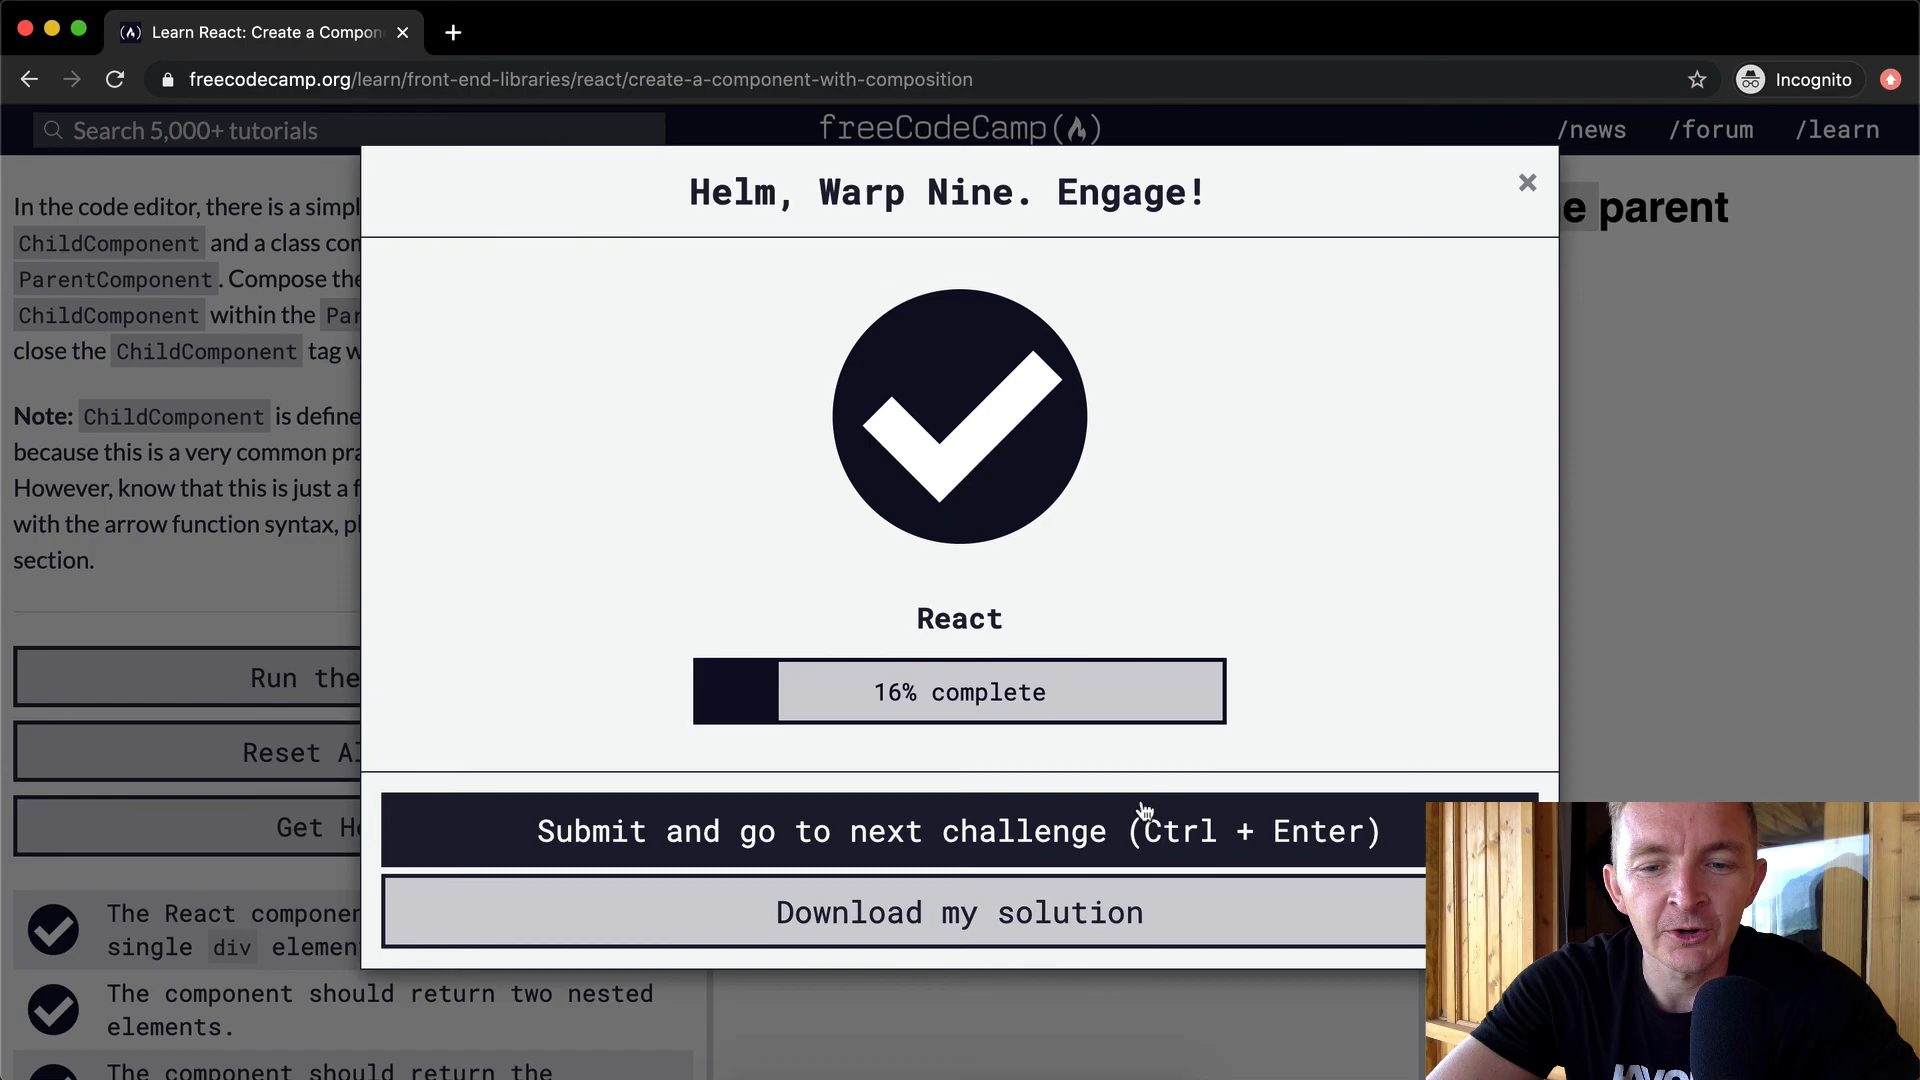 Learn React: Create a Compon
freecodecamp.org/learn/front-end-libraries/react/create-a-component-with-composition
Incognito
Search 5,000+ tutorials
freeCodeCamp
/news
/forum
/learn
In the code editor, there is a simpl
ChildComponent and a class con
ParentComponent. Compose the
ChildComponent within the Par
close the ChildComponent tag w
Note: ChildComponent is define
because this is a very common pra
However, know that this is just a f
with the arrow function syntax, pl
section.
Run the
Reset Al
Get He
The React componen
single div elemen
The component should return two nested
elements.
The component should return the
Helm, Warp Nine. Engage!
React
16% complete
Submit and go to next challenge (Ctrl + Enter)
Download my solution
e parent